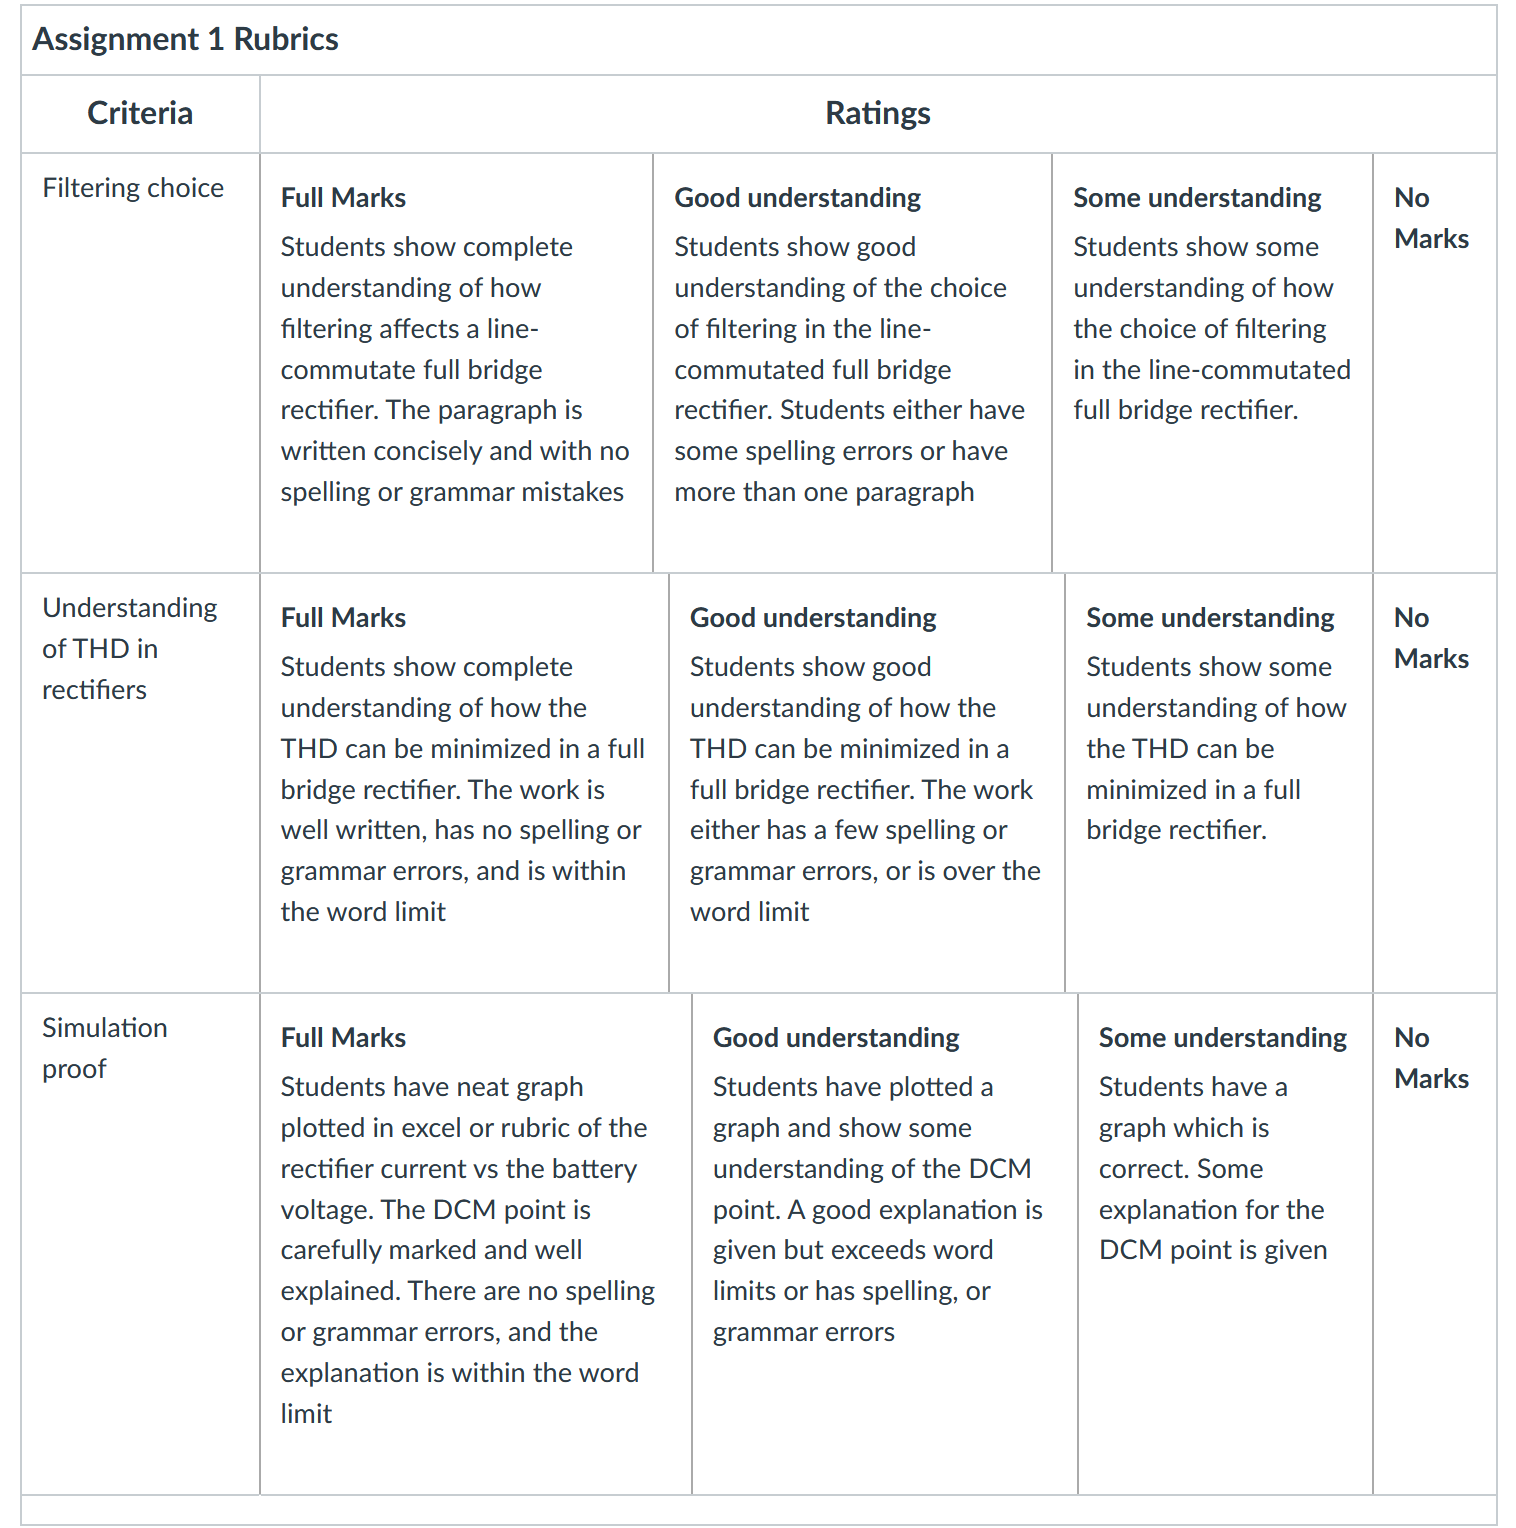 Assignment 1 Rubrics
Criteria
Ratings
Filtering choice
Full Marks
Students show complete
understanding of how
filtering affects a line-
commutate full bridge
rectifier. The paragraph is
written concisely and with no
spelling or grammar mistakes
Good understanding
Students show good
understanding of the choice
of filtering in the line-
commutated full bridge
rectifier. Students either have
some spelling errors or have
more than one paragraph
Some understanding
Students show some
understanding of how
the choice of filtering
in the line-commutated
full bridge rectifier.
No
Marks
Understanding
of THD in
rectifiers
Full Marks
Students show complete
understanding of how the
THD can be minimized in a full
bridge rectifier. The work is
well written, has no spelling or
grammar errors, and is within
the word limit
Good understanding
Students show good
understanding of how the
THD can be minimized in a
full bridge rectifier. The work
either has a few spelling or
grammar errors, or is over the
word limit
Some understanding
Students show some
understanding of how
the THD can be
minimized in a full
bridge rectifier.
No
Marks
Simulation
proof
Full Marks
Students have neat graph
plotted in excel or rubric of the
rectifier current vs the battery
voltage. The DCM point is
carefully marked and well
explained. There are no spelling
or grammar errors, and the
explanation is within the word
limit
Good understanding
Students have plotted a
graph and show some
understanding of the DCM
point. A good explanation is
given but exceeds word
limits or has spelling, or
grammar errors
Some understanding
Students have a
graph which is
correct. Some
explanation for the
DCM point is given
No
Marks